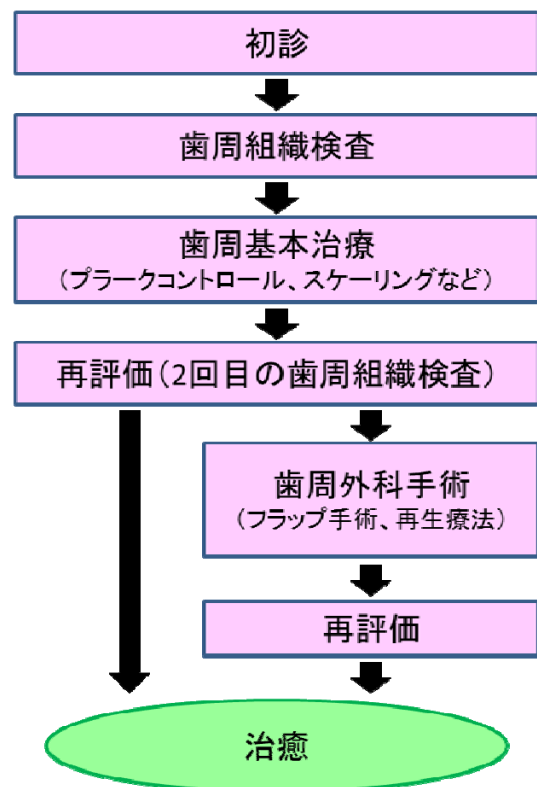 初診
歯周組織検査
歯周基本治療
（プラークコントロール、スケーリングなど）
再評価（2回目の歯周組織検査）
歯周外科手術
（フラップ手術、再生療法）
再評価
治癒